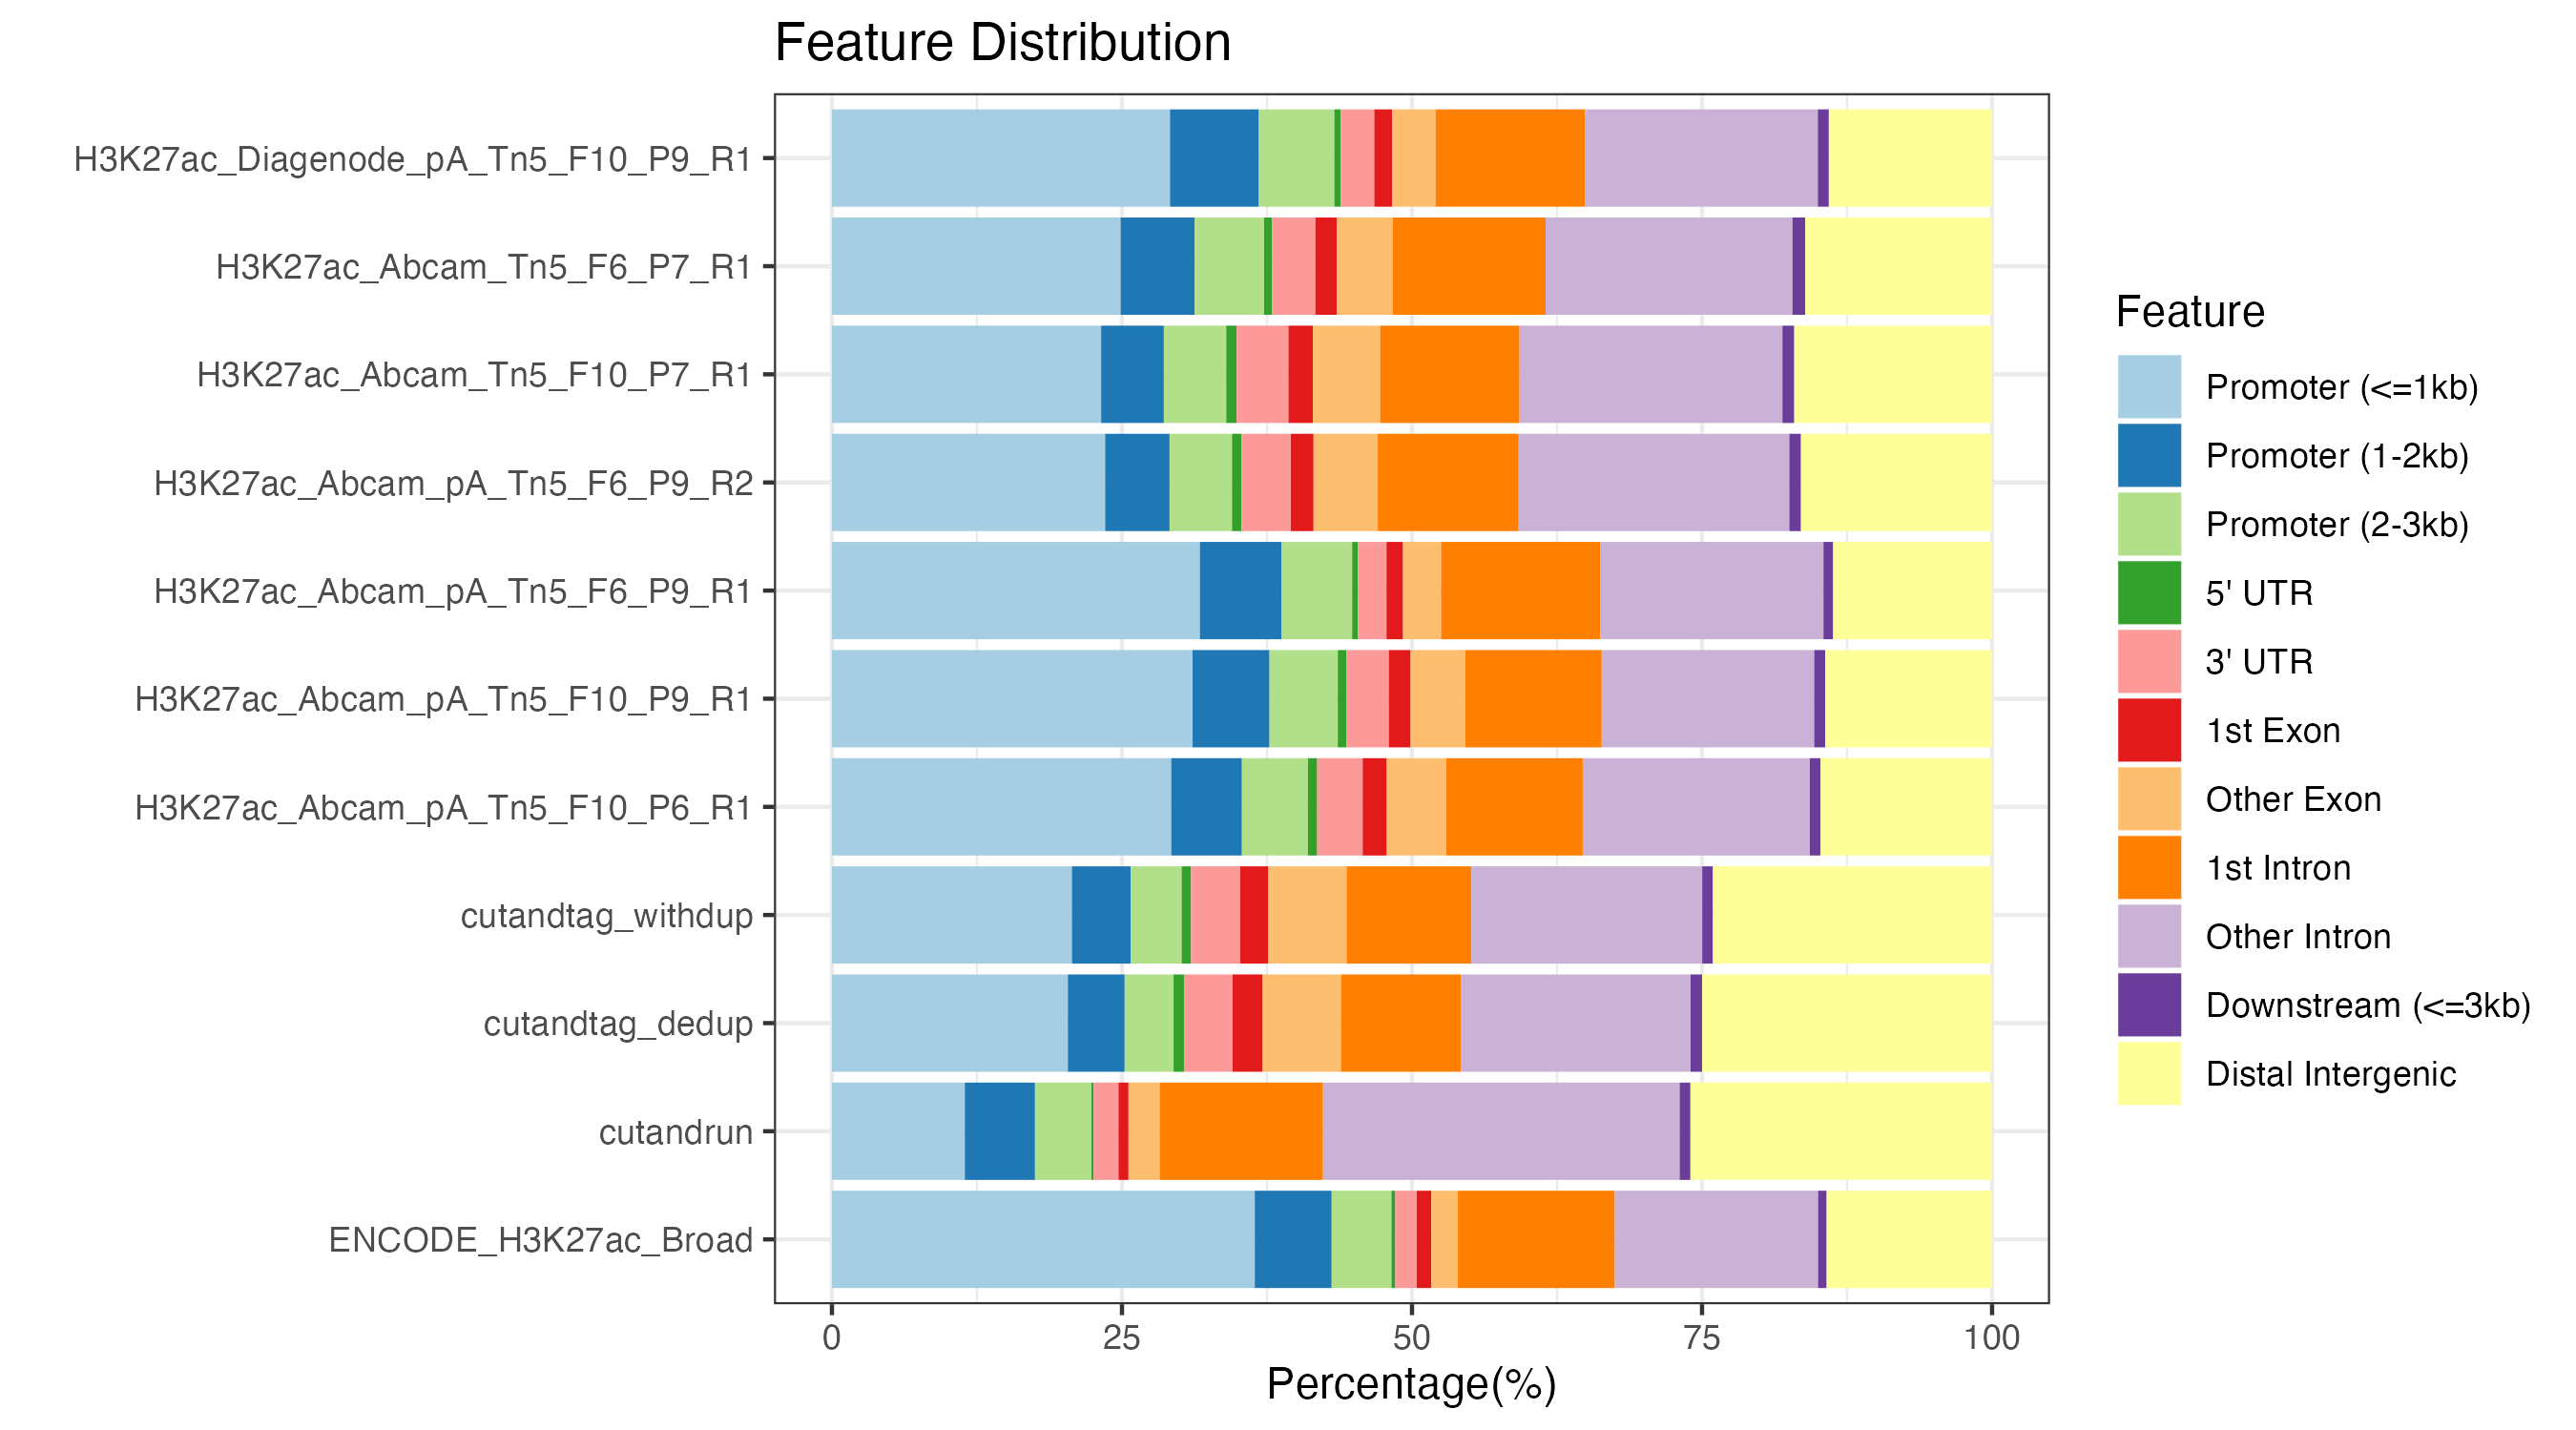 Feature Distribution
H3K27ac_Diagenode_pA_Tn5_F10_P9_R1
H3K27ac_Abcam_Tn5_F6_P7_R1
H3K27ac_Abcam_Tn5_F10_P7_R1
H3K27ac_Abcam_pA_Tn5_F6_P9_R2
H3K27ac_Abcam_pA_Tn5_F6_P9_R1
H3K27ac_Abcam_pA_Tn5_F10_P9_R1
H3K27ac_Abcam_pA_Tn5_F10_P6_R1
cutandtag_withdup
cutandtag_dedup
cutandrun
ENCODE_H3K27ac_Broad
0 25 50 75 100
Percentage(%)
Feature
Promoter (<=1kb)
Promoter (1-2kb)
Promoter (2-3kb)
5' UTR
3' UTR
1st Exon
Other Exon
1st Intron
Other Intron
Downstream (<=3kb)
Distal Intergenic